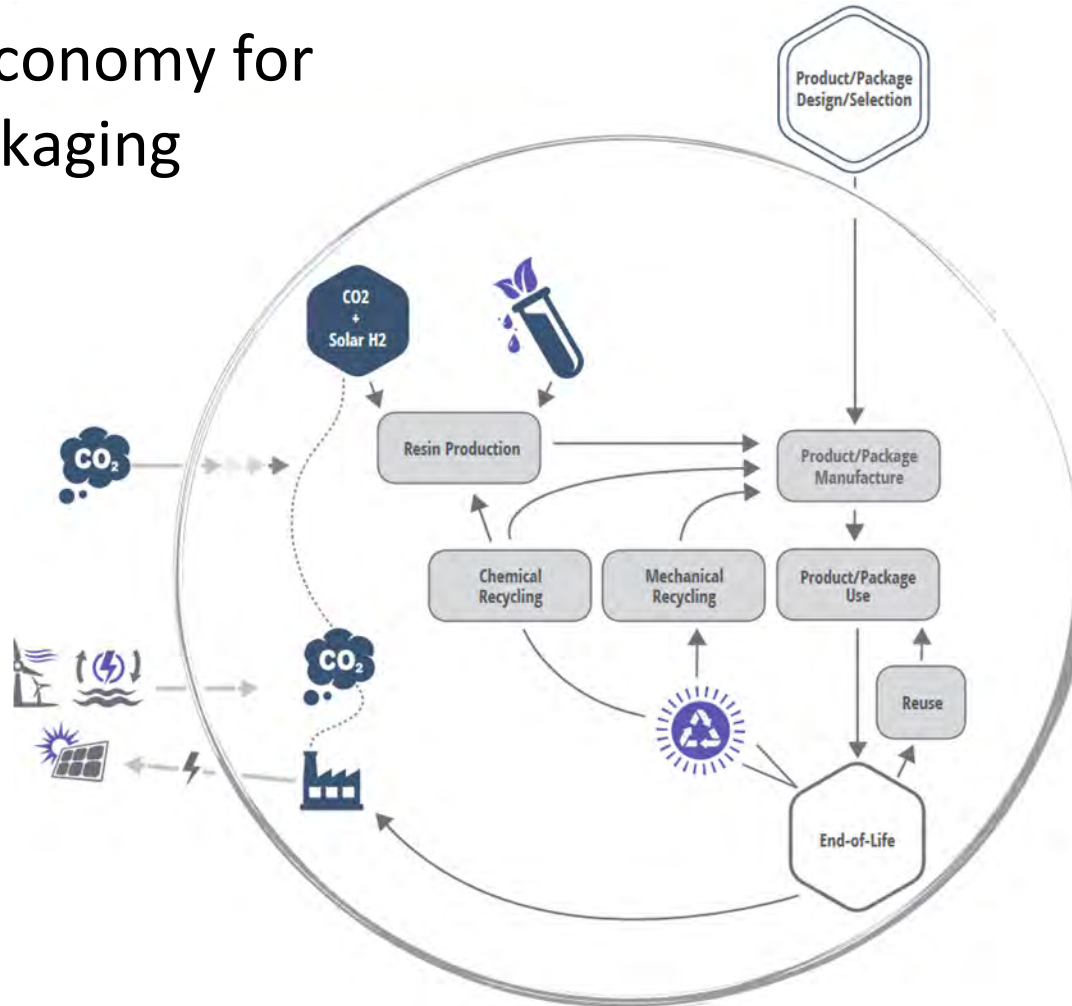 conomy for
kaging
Product/Package
Design/Selection
CO2
+
Solar H2
Resin Production
Product/Package
Manufacture
CO2
Chemical
Recycling
Mechanical
Recycling
Product/Package
Use
CO2
Reuse
End-of-Life